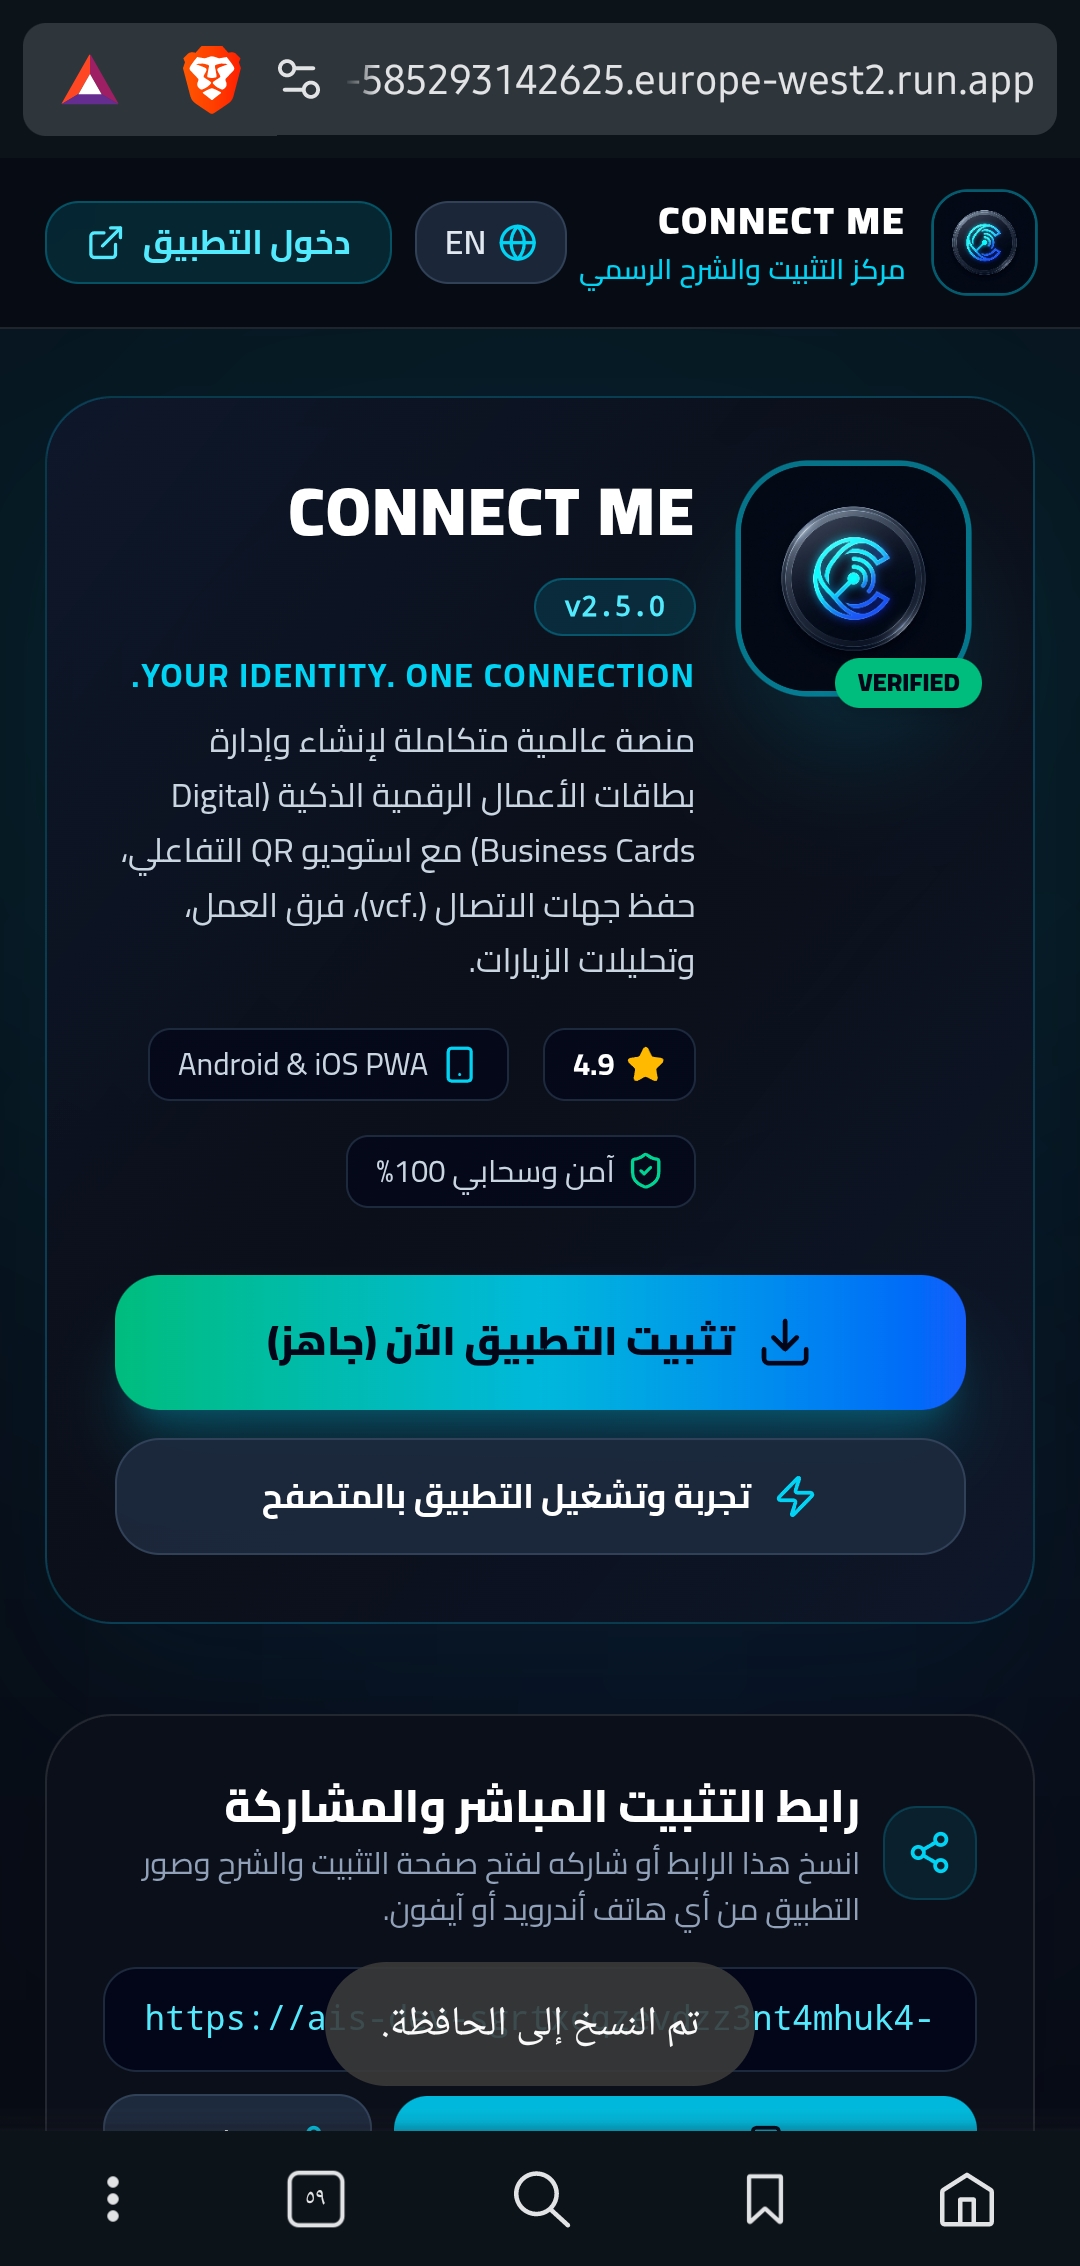 -585293142625.europe-west2.run.app
CONNECT ME
مركز التثبيت والشرح الرسمي
EN
دخول التطبيق
CONNECT ME
v2.5.0
YOUR IDENTITY. ONE CONNECTION.
VERIFIED
منصة عالمية متكاملة لإنشاء وإدارة
بطاقات الأعمال الرقمية الذكية (Digital
Business Cards) مع استوديو QR التفاعلي،
حفظ جهات الاتصال (.vcf)، فرق العمل،
وتحليلات الزيارات.
4.9
Android & iOS PWA
آمن وسحابي 100%
تثبيت التطبيق الآن (جاهز)
تجربة وتشغيل التطبيق بالمتصفح
رابط التثبيت المباشر والمشاركة
انسخ هذا الرابط أو شاركه لفتح صفحة التثبيت والشرح وصور
التطبيق من أي هاتف أندرويد أو آيفون.
https://ais-
nt4mhuk4-
تم النسخ إلى الحافظة.
٥٩